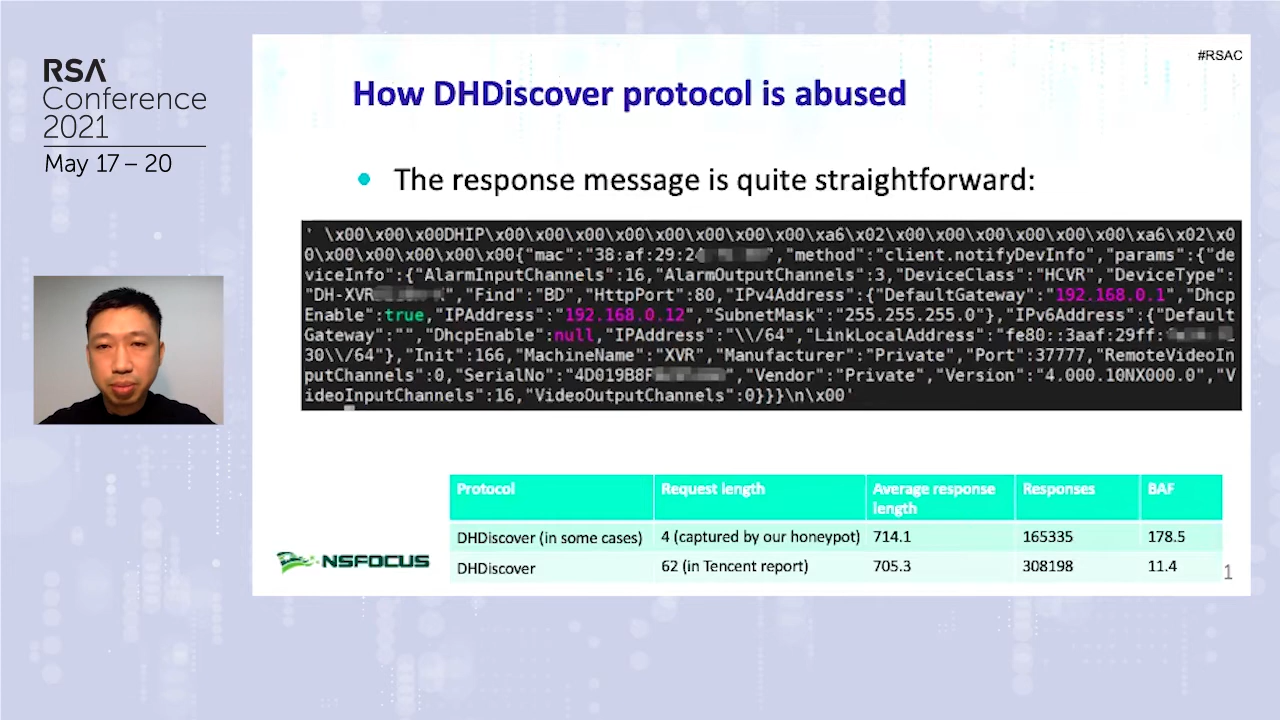 RSA
Conference
2021
May 17 – 20
#RSAC
How DHDiscover protocol is abused
• The response message is quite straightforward:
' \x00\x00\x00DHIP\x00\x00\x00\x00\x00\x00\x00\x00\xa6\x02\x00\x00\x00\x00\x00\x00\xa6\x02\x0
0\x00\x00\x00\x00\x00{"mac":"38:af:29:24 ","method":"client.notifyDevInfo","params":{"de
viceInfo":{"AlarmInputChannels":16,"AlarmOutputChannels":3,"DeviceClass":"HCVR","DeviceType":
"DH-XVR ","Find":"BD","HttpPort":80,"IPv4Address":{"DefaultGateway":"192.168.0.1","Dhcp
Enable":true,"IPAddress":"192.168.0.12","SubnetMask":"255.255.255.0"},"IPv6Address":{"Default
Gateway":"","DhcpEnable":null,"IPAddress":"\\/64","LinkLocalAddress":"fe80::3aaf:29ff:
30\\/64"},"Init":166,"MachineName":"XVR","Manufacturer":"Private","Port":37777,"RemoteVideoIn
putChannels":0,"SerialNo":"4D019B8F ","Vendor":"Private","Version":"4.000.10NX000.0","V
ideoInputChannels":16,"VideoOutputChannels":0}}}\n\x00'
Protocol Request length Average response length Responses BAF
DHDiscover (in some cases) 4 (captured by our honeypot) 714.1 165335 178.5
DHDiscover 62 (in Tencent report) 705.3 308198 11.4
NSFOCUS
1